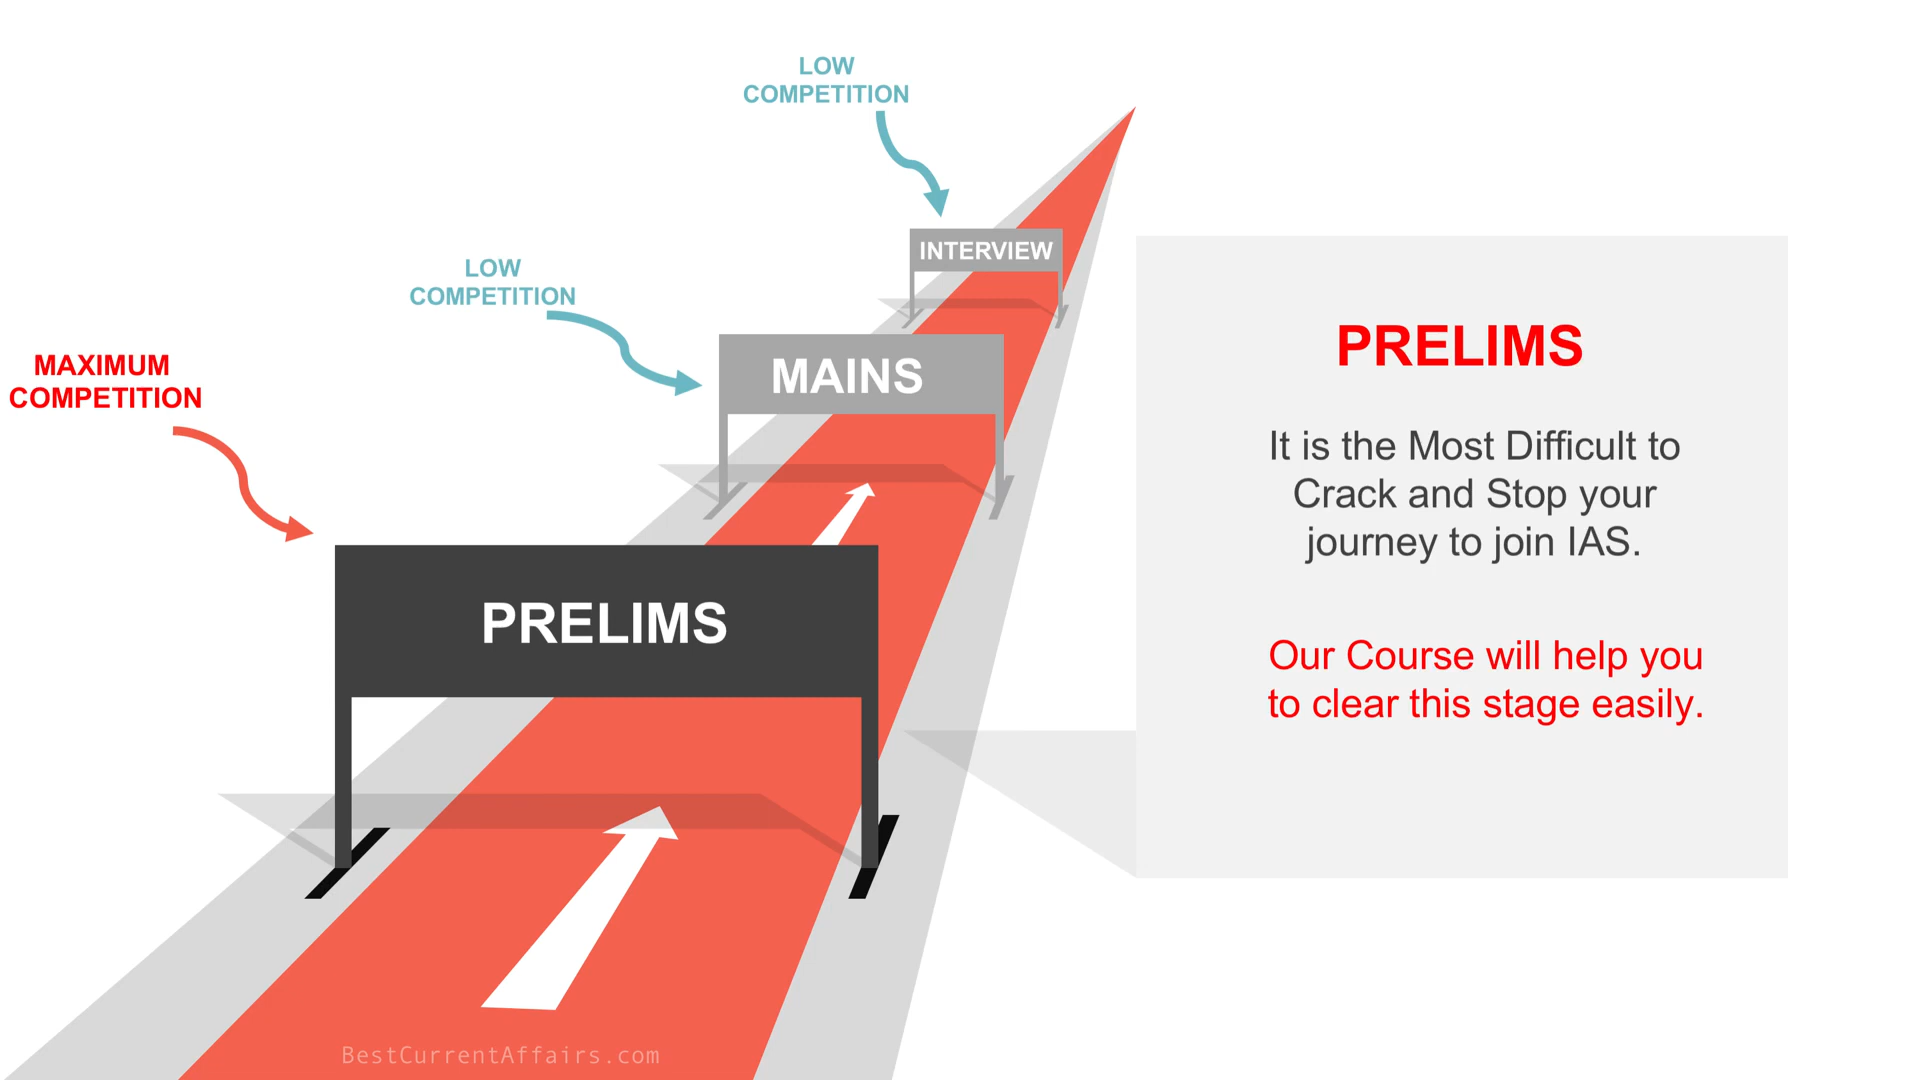 LOW
COMPETITION
INTERVIEW
LOW
COMPETITION
MAINS
MAXIMUM
COMPETITION
PRELIMS
PRELIMS
It is the Most Difficult to
Crack and Stop your
journey to join IAS.
Our Course will help you
to clear this stage easily.
BestCurrentAffairs.com